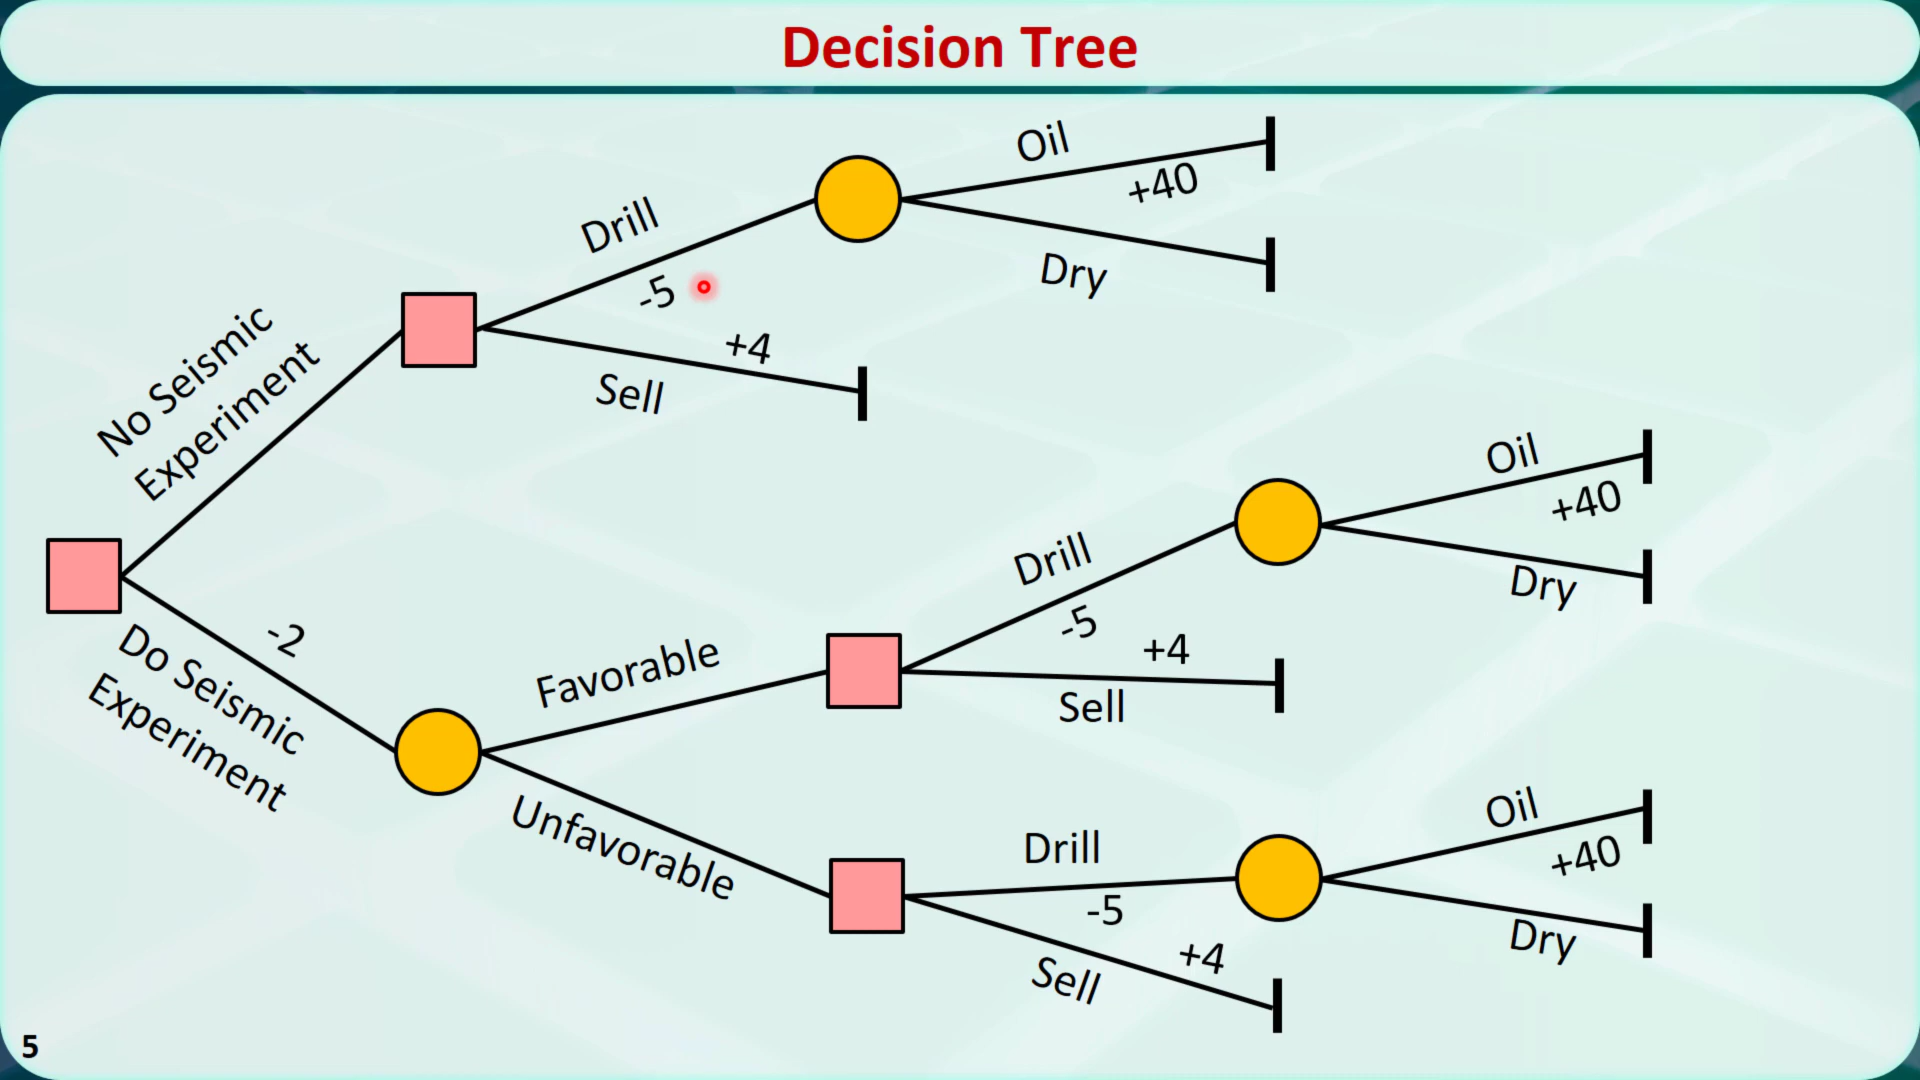 Decision Tree
Oil
+40
Dry
Drill
-5
+4
Sell
No Seismic
Experiment
-2
Do Seismic
Experiment
Favorable
Unfavorable
Drill
-5
+4
Sell
Oil
+40
Dry
Drill
-5
+4
Sell
Oil
+40
Dry
5